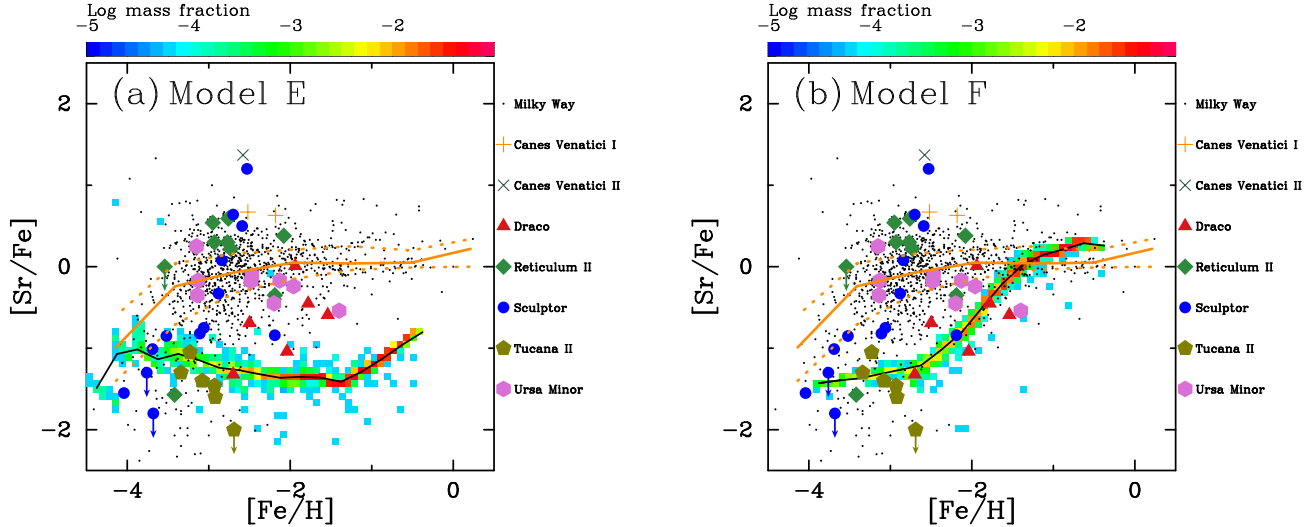 Log mass fraction
−5 −4 −3 −2
(a) Model E
2
0
−2
[Sr/Fe]
−4 −2 0
[Fe/H]
Milky Way
Canes Venatici I
Canes Venatici II
Draco
Reticulum II
Sculptor
Tucana II
Ursa Minor
Log mass fraction
−5 −4 −3 −2
(b) Model F
2
0
−2
[Sr/Fe]
−4 −2 0
[Fe/H]
Milky Way
Canes Venatici I
Canes Venatici II
Draco
Reticulum II
Sculptor
Tucana II
Ursa Minor